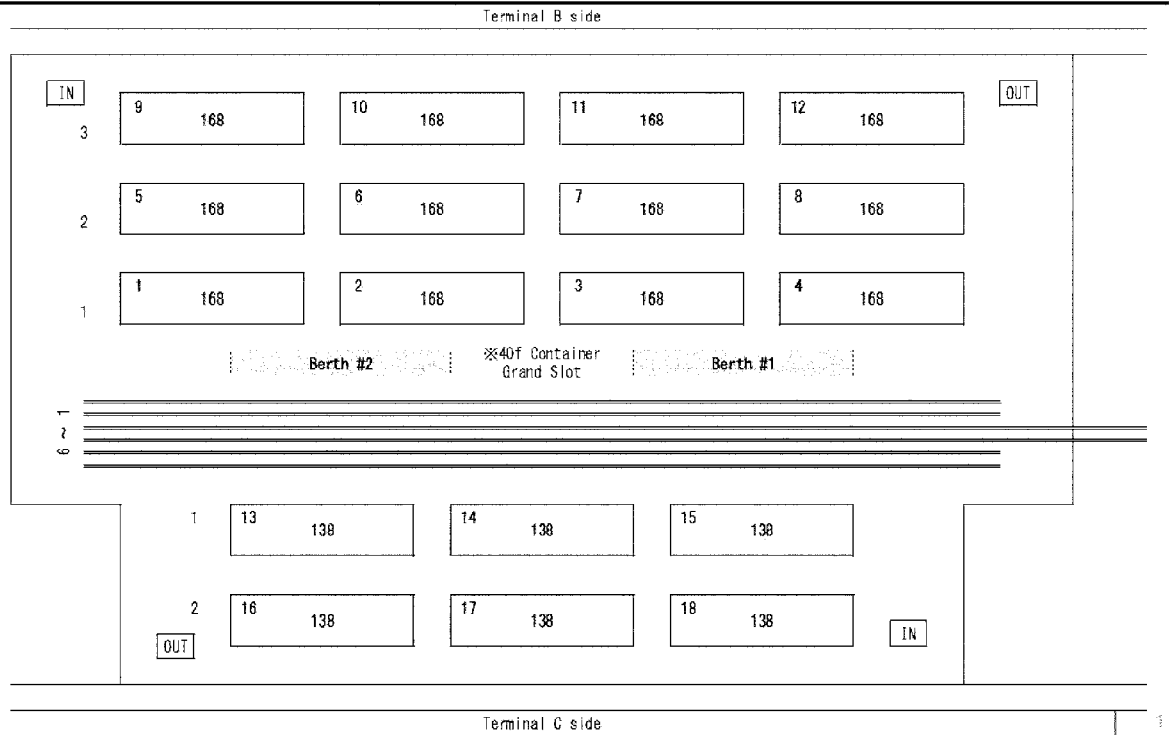 Terminal B side
IN
OUT
9 168
10 168
11 168
12 168
3
5 168
6 168
7 168
8 168
2
1 168
2 168
3 168
4 168
1
Berth #2
※40f Container
Grand Slot
Berth #1
6 ~ 1
1
13 138
14 138
15 138
2
16 138
17 138
18 138
OUT
IN
Terminal C side